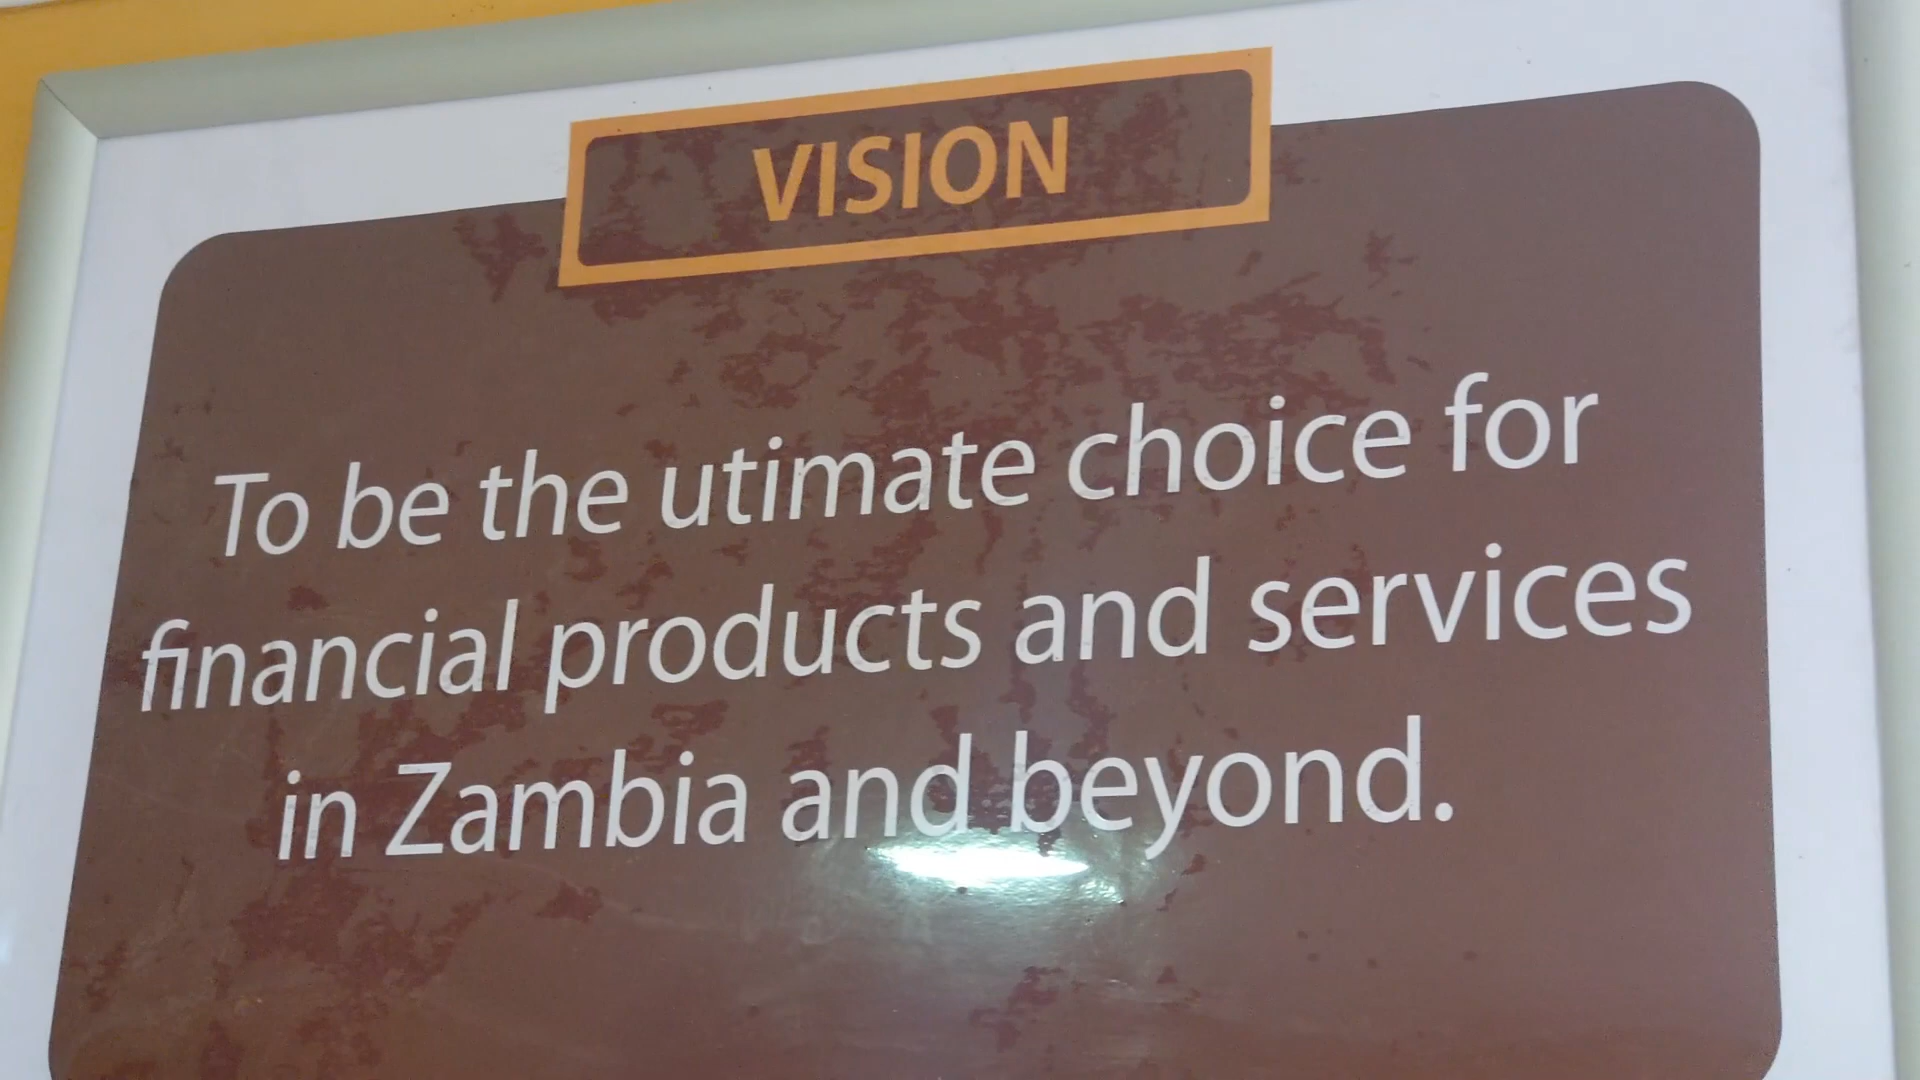 VISION
To be the utimate choice for
financial products and services
in Zambia and beyond.